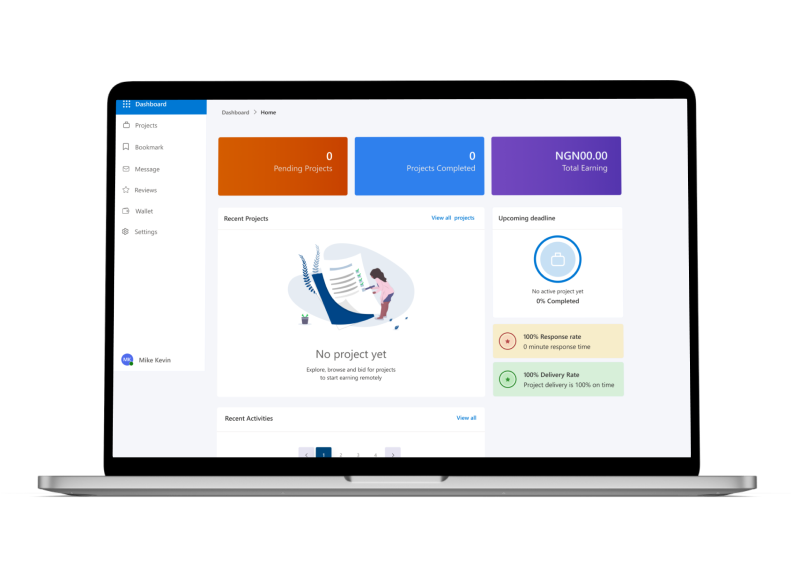 Dashboard
Projects
Bookmark
Message
Reviews
Wallet
Settings
MK
Mike Kevin
Dashboard > Home
0
Pending Projects
0
Projects Completed
NGN00.00
Total Earning
Recent Projects
View all projects
No project yet
Explore, browse and bid for projects
to start earning remotely
Upcoming deadline
No active project yet
0% Completed
100% Response rate
0 minute response time
100% Delivery Rate
Project delivery is 100% on time
Recent Activities
View all
1